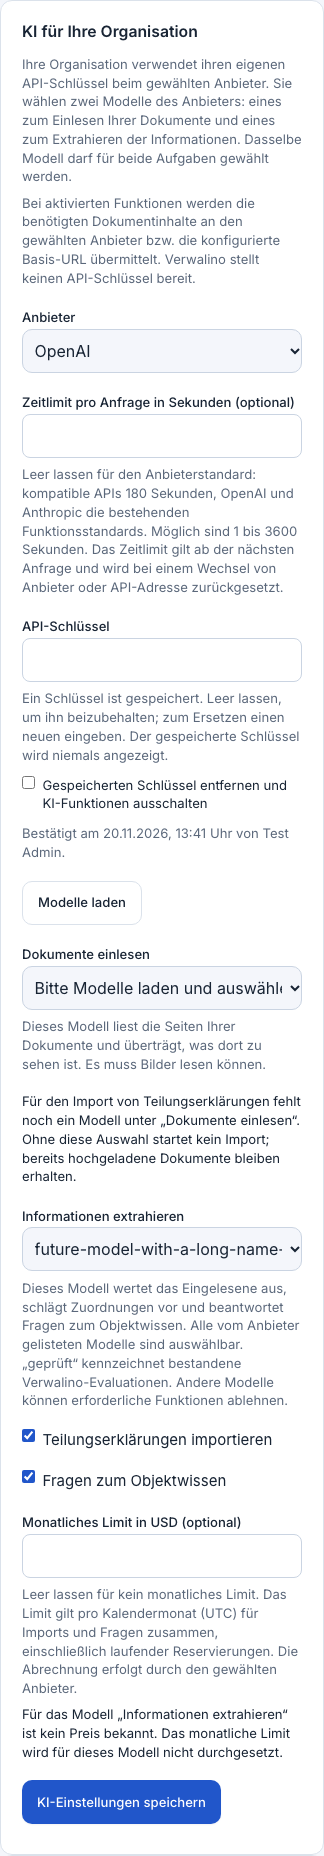 KI für Ihre Organisation
Ihre Organisation verwendet ihren eigenen
API-Schlüssel beim gewählten Anbieter. Sie
wählen zwei Modelle des Anbieters: eines
zum Einlesen Ihrer Dokumente und eines
zum Extrahieren der Informationen. Dasselbe
Modell darf für beide Aufgaben gewählt
werden.
Bei aktivierten Funktionen werden die
benötigten Dokumentinhalte an den
gewählten Anbieter bzw. die konfigurierte
Basis-URL übermittelt. Verwalino stellt
keinen API-Schlüssel bereit.
Anbieter
OpenAI
Zeitlimit pro Anfrage in Sekunden (optional)
Leer lassen für den Anbieterstandard:
kompatible APIs 180 Sekunden, OpenAI und
Anthropic die bestehenden
Funktionsstandards. Möglich sind 1 bis 3600
Sekunden. Das Zeitlimit gilt ab der nächsten
Anfrage und wird bei einem Wechsel von
Anbieter oder API-Adresse zurückgesetzt.
API-Schlüssel
Ein Schlüssel ist gespeichert. Leer lassen,
um ihn beizubehalten; zum Ersetzen einen
neuen eingeben. Der gespeicherte Schlüssel
wird niemals angezeigt.
Gespeicherten Schlüssel entfernen und
KI-Funktionen ausschalten
Bestätigt am 20.11.2026, 13:41 Uhr von Test
Admin.
Modelle laden
Dokumente einlesen
Bitte Modelle laden und auswähle
Dieses Modell liest die Seiten Ihrer
Dokumente und überträgt, was dort zu
sehen ist. Es muss Bilder lesen können.
Für den Import von Teilungserklärungen fehlt
noch ein Modell unter „Dokumente einlesen“.
Ohne diese Auswahl startet kein Import;
bereits hochgeladene Dokumente bleiben
erhalten.
Informationen extrahieren
future-model-with-a-long-name-
Dieses Modell wertet das Eingelesene aus,
schlägt Zuordnungen vor und beantwortet
Fragen zum Objektwissen. Alle vom Anbieter
gelisteten Modelle sind auswählbar.
„geprüft“ kennzeichnet bestandene
Verwalino-Evaluationen. Andere Modelle
können erforderliche Funktionen ablehnen.
Teilungserklärungen importieren
Fragen zum Objektwissen
Monatliches Limit in USD (optional)
Leer lassen für kein monatliches Limit. Das
Limit gilt pro Kalendermonat (UTC) für
Imports und Fragen zusammen,
einschließlich laufender Reservierungen. Die
Abrechnung erfolgt durch den gewählten
Anbieter.
Für das Modell „Informationen extrahieren“
ist kein Preis bekannt. Das monatliche Limit
wird für dieses Modell nicht durchgesetzt.
KI-Einstellungen speichern